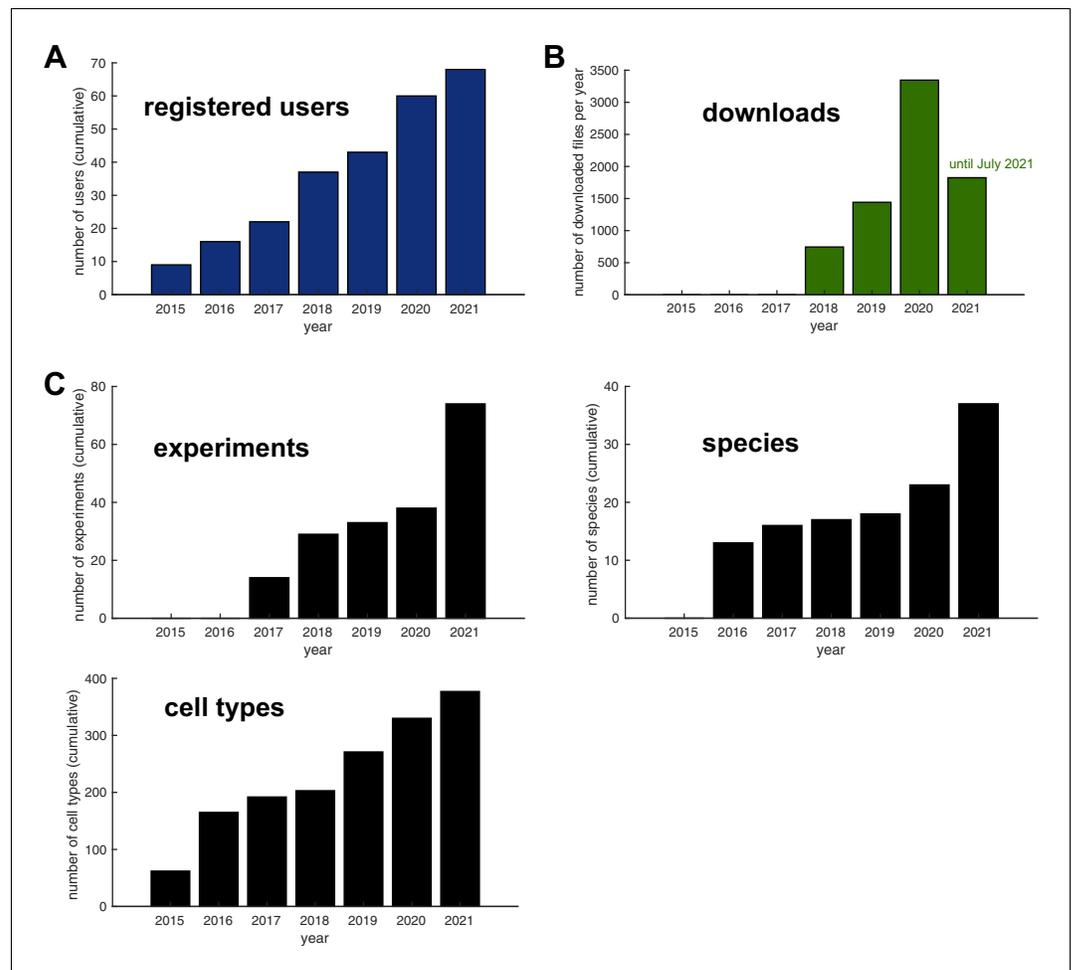 A
registered users
number of users (cumulative)
70
60
50
40
30
20
10
0
2015 2016 2017 2018 2019 2020 2021
year
B
downloads
number of downloaded files per year
3500
3000
2500
2000
1500
1000
500
0
until July 2021
2015 2016 2017 2018 2019 2020 2021
year
C
experiments
number of experiments (cumulative)
80
60
40
20
0
2015 2016 2017 2018 2019 2020 2021
year
species
number of species (cumulative)
40
30
20
10
0
2015 2016 2017 2018 2019 2020 2021
year
cell types
number of cell types (cumulative)
400
300
200
100
0
2015 2016 2017 2018 2019 2020 2021
year